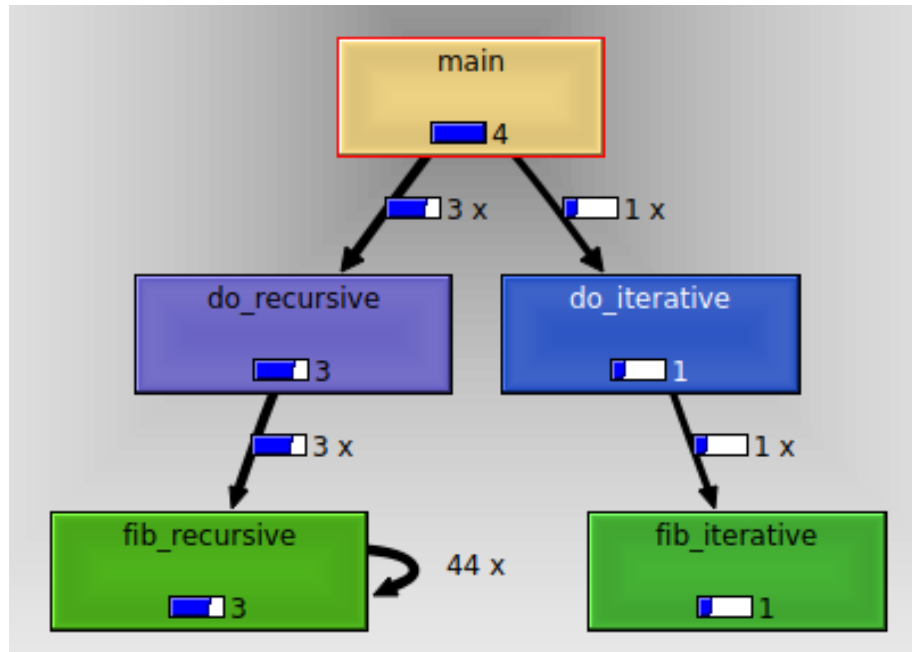 main
4
3 x
1 x
do_recursive
do_iterative
3
1
3 x
1 x
fib_recursive
fib_iterative
44 x
3
1